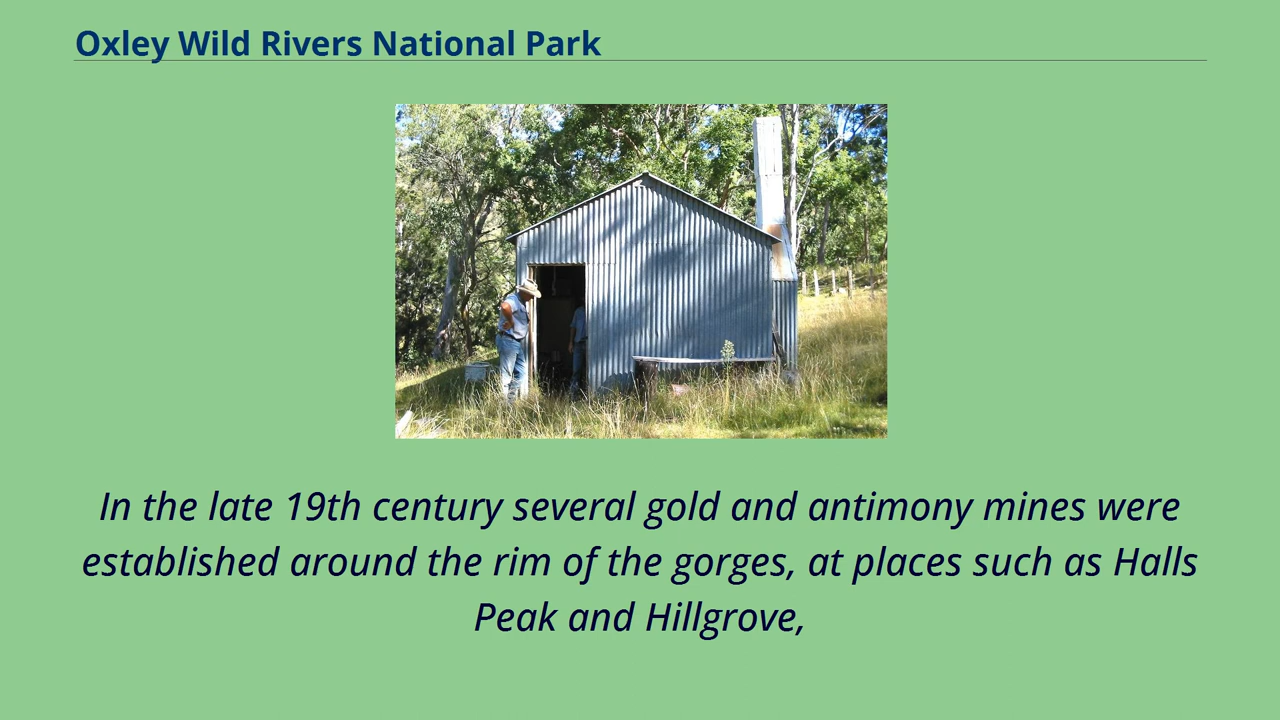 Oxley Wild Rivers National Park
In the late 19th century several gold and antimony mines were
established around the rim of the gorges, at places such as Halls
Peak and Hillgrove,